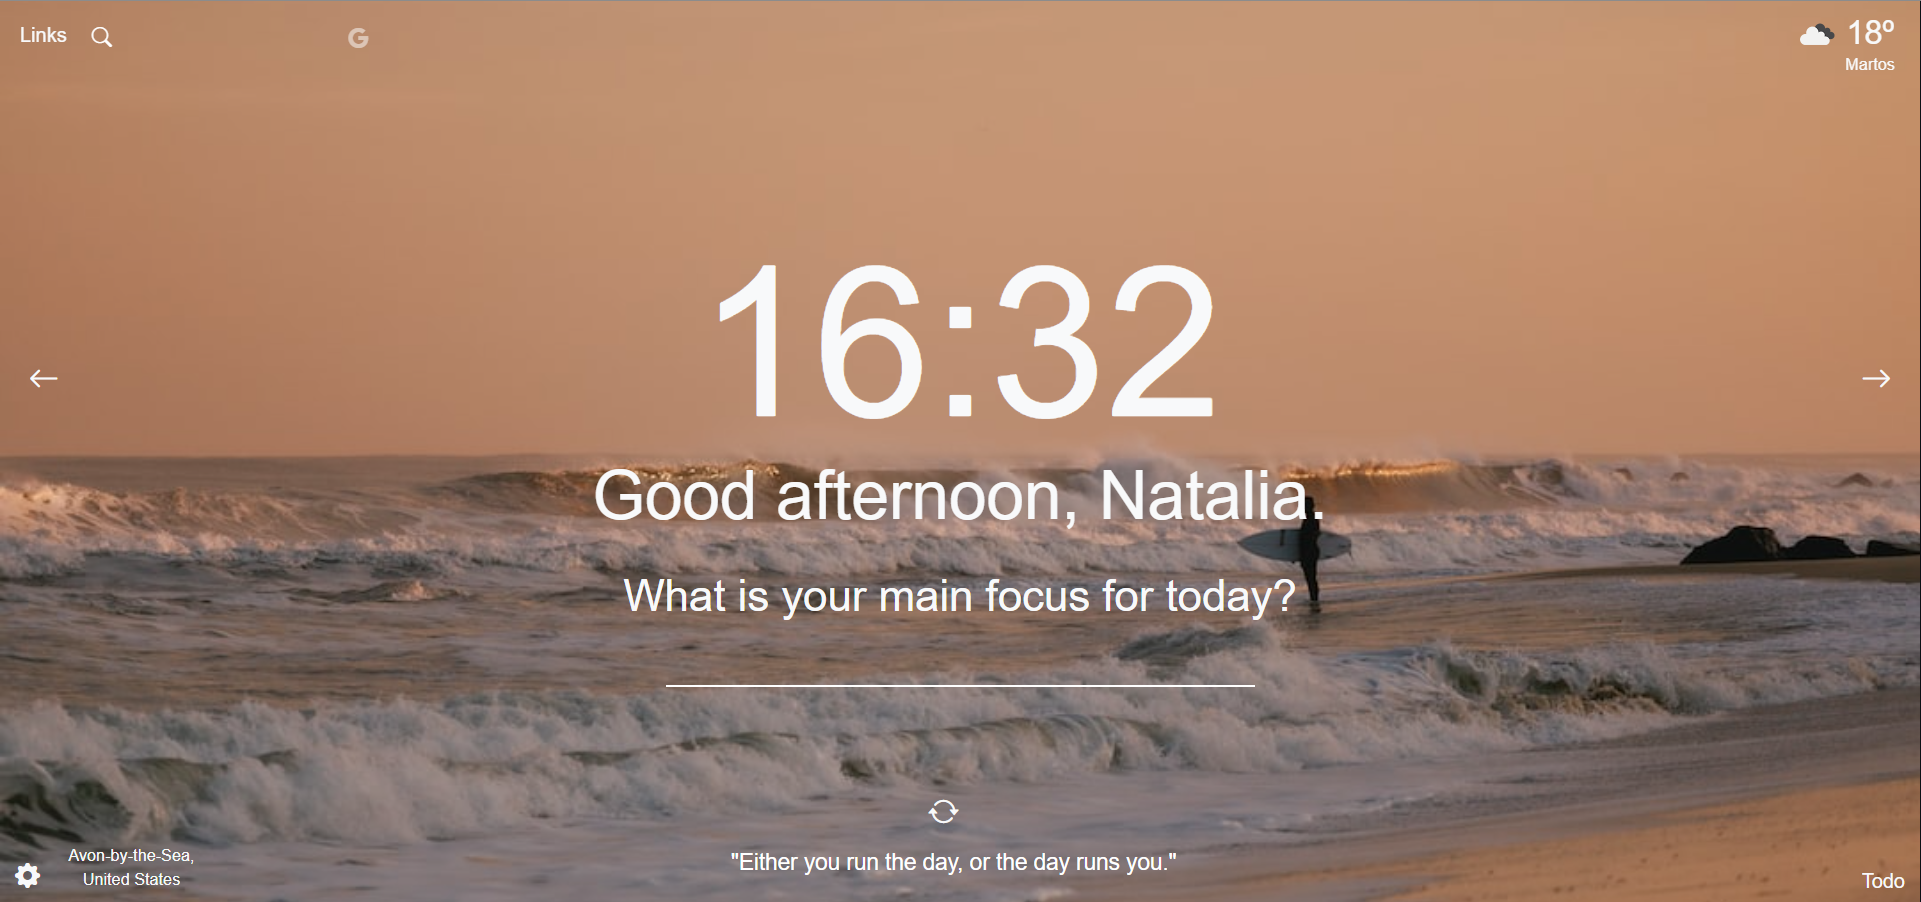 Links
18º
Martos
16:32
Good afternoon, Natalia.
What is your main focus for today?
"Either you run the day, or the day runs you."
Avon-by-the-Sea,
United States
Todo